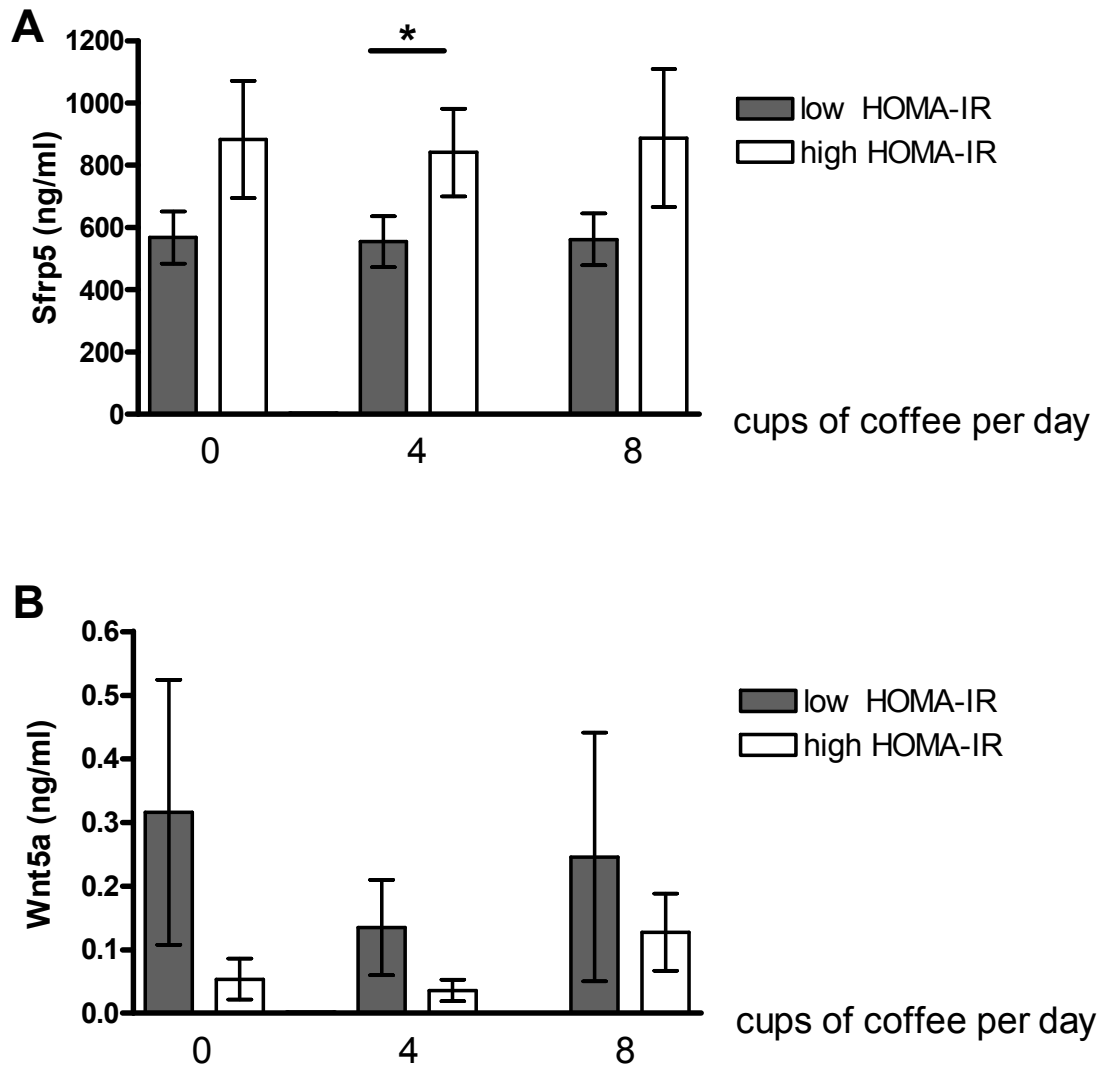 A
Sfrp5 (ng/ml)
1200
1000
800
600
400
200
0
*
low HOMA-IR
high HOMA-IR
0 4 8
cups of coffee per day
B
Wnt5a (ng/ml)
0.6
0.5
0.4
0.3
0.2
0.1
0.0
low HOMA-IR
high HOMA-IR
0 4 8
cups of coffee per day